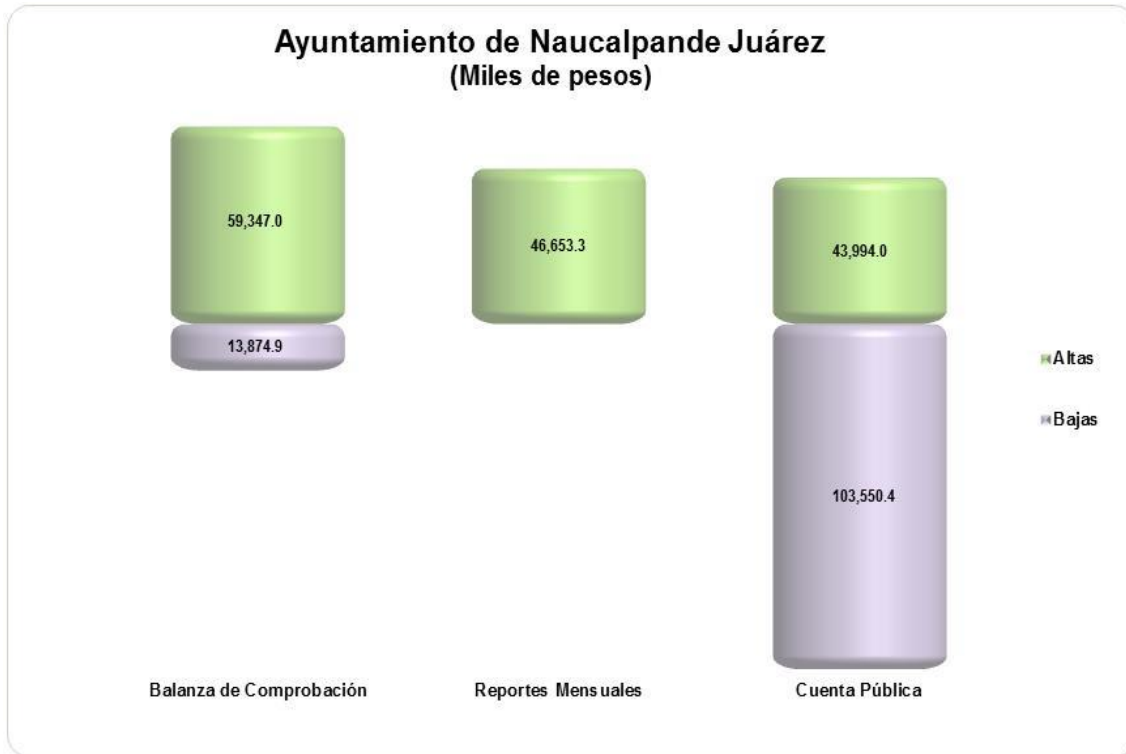 Ayuntamiento de Naucalpande Juárez
(Miles de pesos)
59,347.0
46,653.3
43,994.0
13,874.9
Altas
Bajas
103,550.4
Balanza de Comprobación
Reportes Mensuales
Cuenta Pública